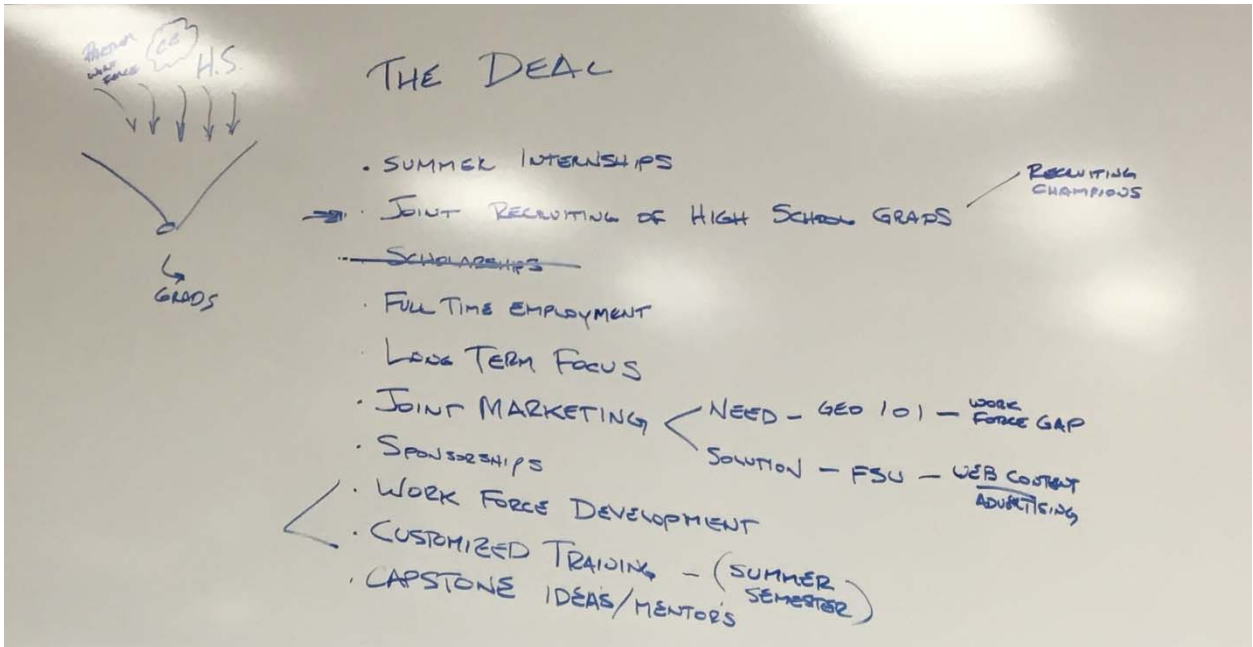 PARTNER
WORK
FORCE
CC
H.S.
GRADS
THE DEAL
· SUMMER INTERNSHIPS
· JOINT RECRUITING OF HIGH SCHOOL GRADS
RECRUITING
CHAMPIONS
· SCHOLARSHIPS
· FULL TIME EMPLOYMENT
· LONG TERM FOCUS
· JOINT MARKETING
NEED - GEO 101 - WORK
FORCE GAP
SOLUTION - FSU - WEB CONTENT
ADVERTISING
· SPONSORSHIPS
· WORK FORCE DEVELOPMENT
· CUSTOMIZED TRAINING - (SUMMER
SEMESTER)
· CAPSTONE IDEAS/MENTORS